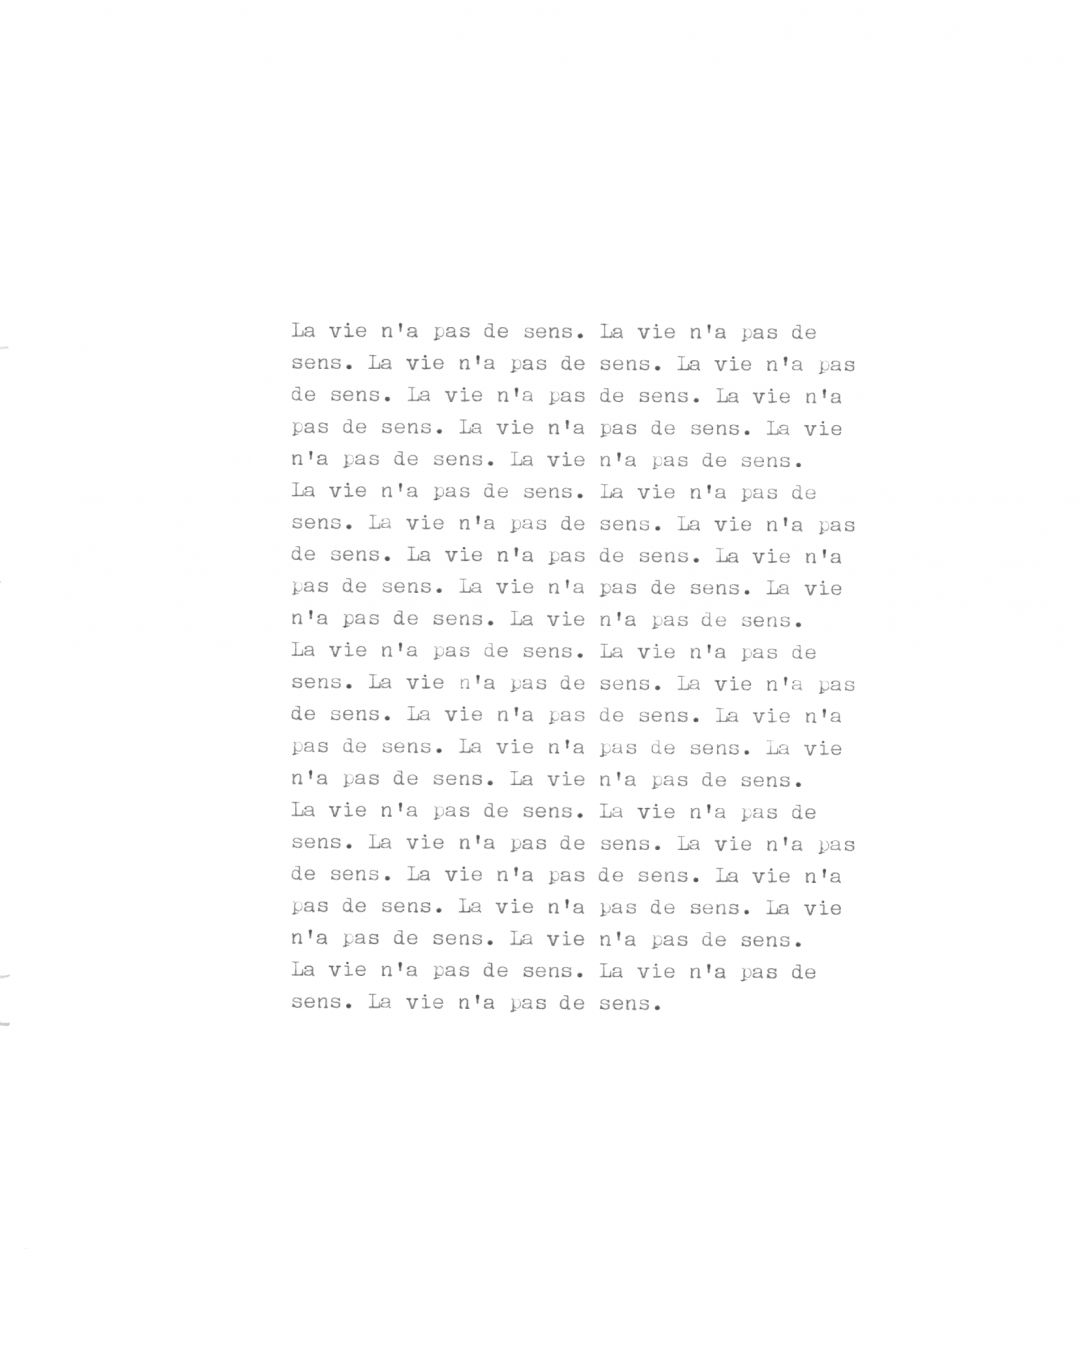 La vie n'a pas de sens. La vie n'a pas de
sens. La vie n'a pas de sens. La vie n'a pas
de sens. La vie n'a pas de sens. La vie n'a
pas de sens. La vie n'a pas de sens. La vie
n'a pas de sens. La vie n'a pas de sens.
La vie n'a pas de sens. La vie n'a pas de
sens. La vie n'a pas de sens. La vie n'a pas
de sens. La vie n'a pas de sens. La vie n'a
pas de sens. La vie n'a pas de sens. La vie
n'a pas de sens. La vie n'a pas de sens.
La vie n'a pas de sens. La vie n'a pas de
sens. La vie n'a pas de sens. La vie n'a pas
de sens. La vie n'a pas de sens. La vie n'a
pas de sens. La vie n'a pas de sens. La vie
n'a pas de sens. La vie n'a pas de sens.
La vie n'a pas de sens. La vie n'a pas de
sens. La vie n'a pas de sens. La vie n'a pas
de sens. La vie n'a pas de sens. La vie n'a
pas de sens. La vie n'a pas de sens. La vie
n'a pas de sens. La vie n'a pas de sens.
La vie n'a pas de sens. La vie n'a pas de
sens. La vie n'a pas de sens.